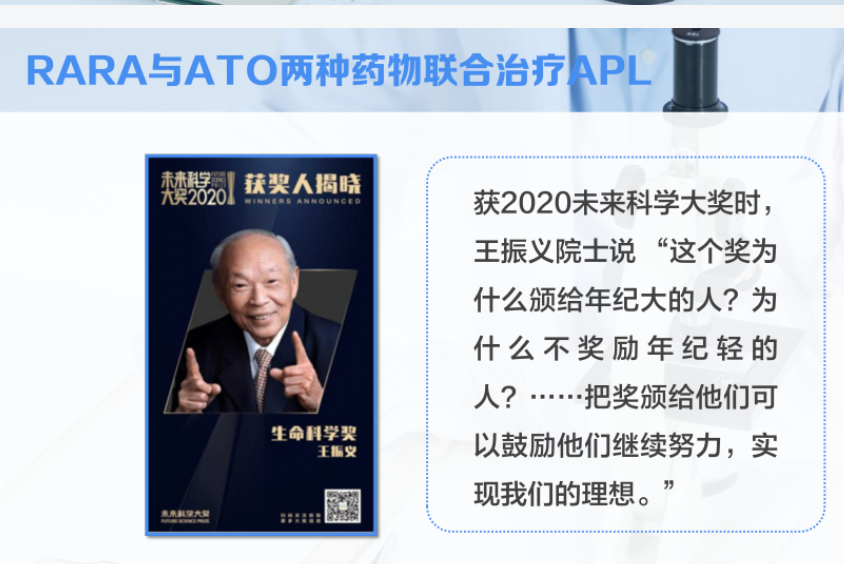 RARA与ATO两种药物联合治疗APL
未来科学
大奖2020
FUTURE
SCIENCE
PRIZE
获奖人揭晓
WINNERS ANNOUNCED
生命科学奖
王振义
未来科学大奖
FUTURE SCIENCE PRIZE
获2020未来科学大奖时，
王振义院士说 “这个奖为
什么颁给年纪大的人？为
什么不奖励年纪轻的
人？……把奖颁给他们可
以鼓励他们继续努力，实
现我们的理想。”